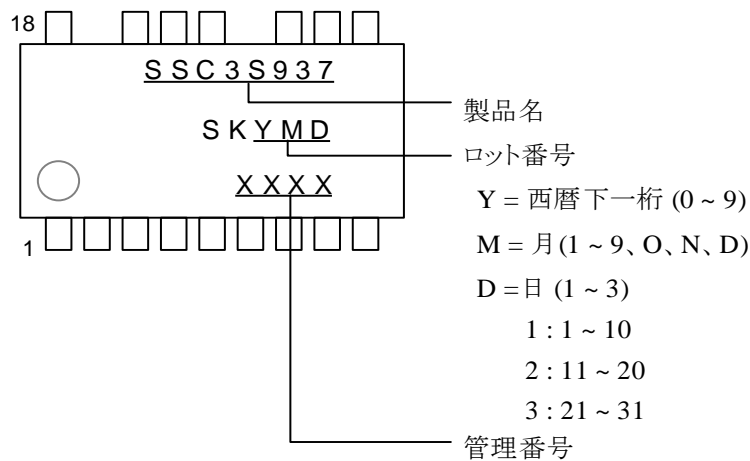 18
SSC3S937
製品名
SKYMD
ロット番号
XXXX
Y = 西暦下一桁 (0 ~ 9)
1
M = 月(1 ~ 9、O、N、D)
D =日 (1 ~ 3)
1 : 1 ~ 10
2 : 11 ~ 20
3 : 21 ~ 31
管理番号